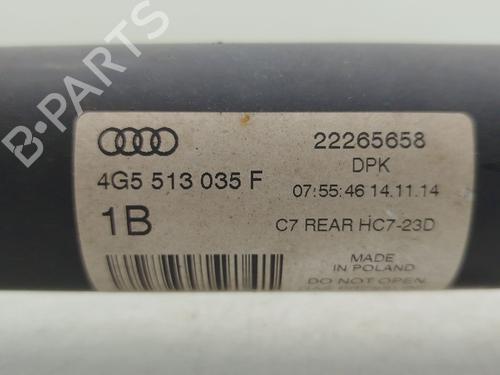 B-PARTS
22265658
4G5 513 035 F
DPK
07:55:46 14.11.14
1B
C7 REAR HC7-23D
MADE
IN POLAND
DO NOT OPEN